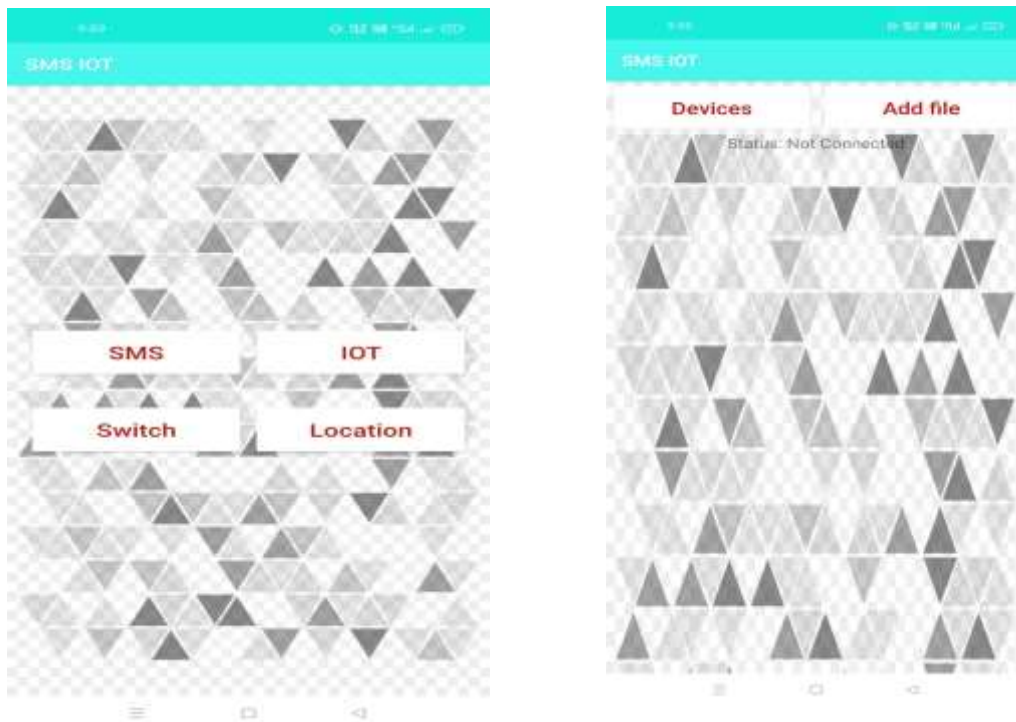 SMS IOT
SMS
IOT
Switch
Location
SMS IOT
Devices
Add file
Status: Not Connected